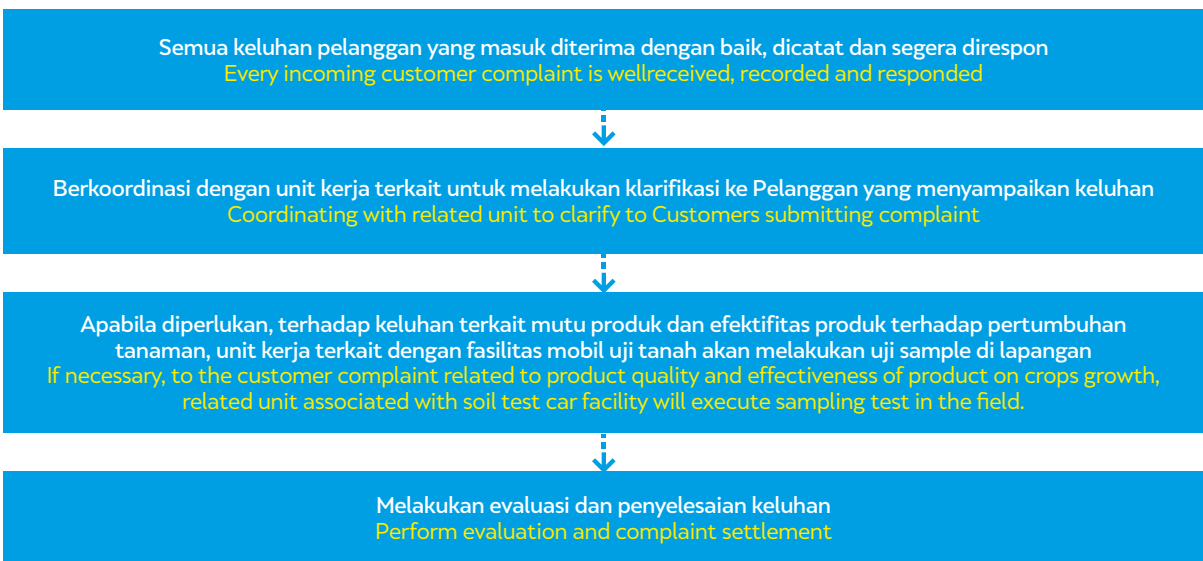 Semua keluhan pelanggan yang masuk diterima dengan baik, dicatat dan segera direspon
Every incoming customer complaint is wellreceived, recorded and responded
Berkoordinasi dengan unit kerja terkait untuk melakukan klarifikasi ke Pelanggan yang menyampaikan keluhan
Coordinating with related unit to clarify to Customers submitting complaint
Apabila diperlukan, terhadap keluhan terkait mutu produk dan efektifitas produk terhadap pertumbuhan
tanaman, unit kerja terkait dengan fasilitas mobil uji tanah akan melakukan uji sample di lapangan
If necessary, to the customer complaint related to product quality and effectiveness of product on crops growth,
related unit associated with soil test car facility will execute sampling test in the field.
Melakukan evaluasi dan penyelesaian keluhan
Perform evaluation and complaint settlement